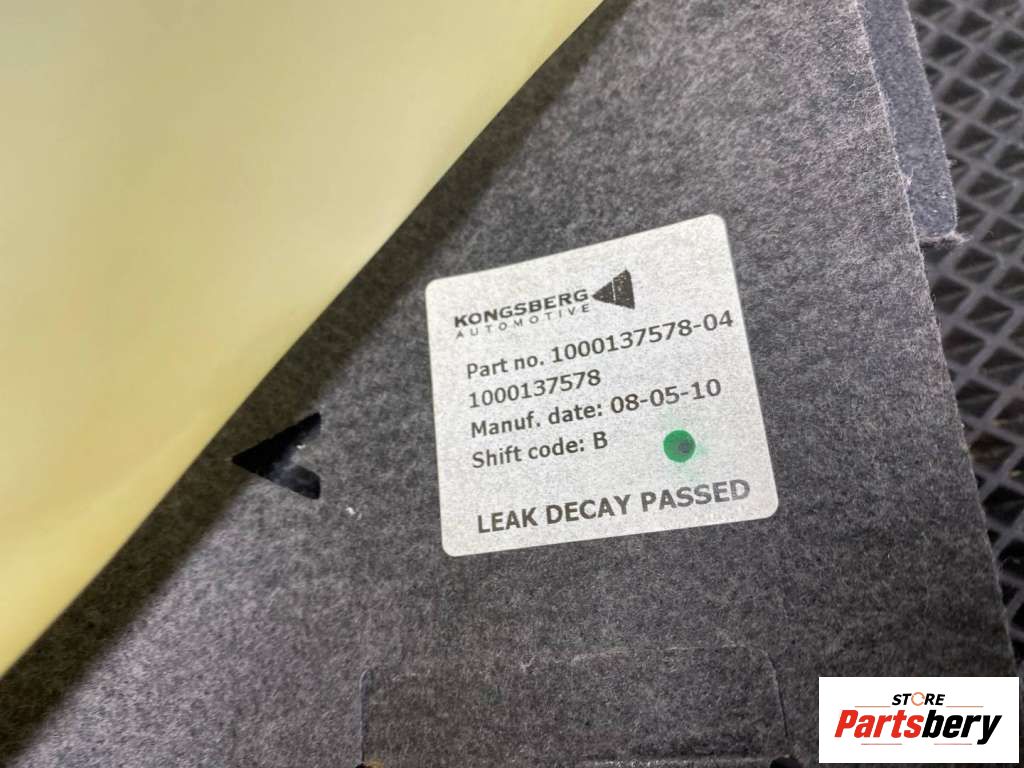 KONGSBERG
AUTOMOTIVE
Part no. 1000137578-04
1000137578
Manuf. date: 08-05-10
Shift code: B
LEAK DECAY PASSED
STORE
Partsbery